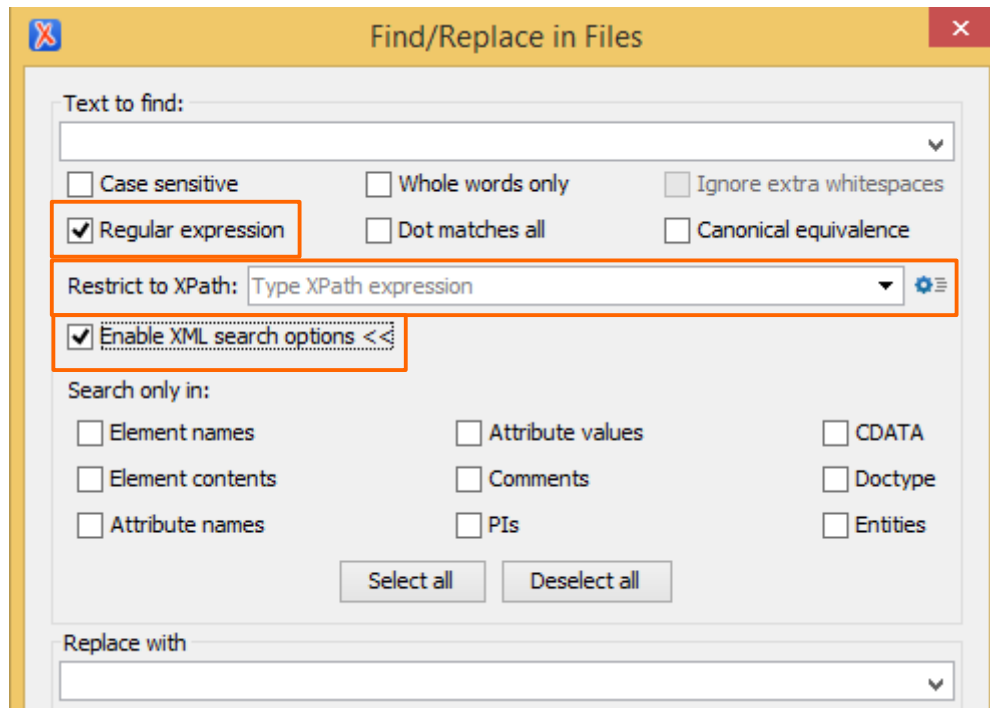 Find/Replace in Files
Text to find:
Case sensitive Whole words only Ignore extra whitespaces
Regular expression Dot matches all Canonical equivalence
Restrict to XPath: Type XPath expression
Enable XML search options <<
Search only in:
Element names Attribute values CDATA
Element contents Comments Doctype
Attribute names PIs Entities
Select all Deselect all
Replace with